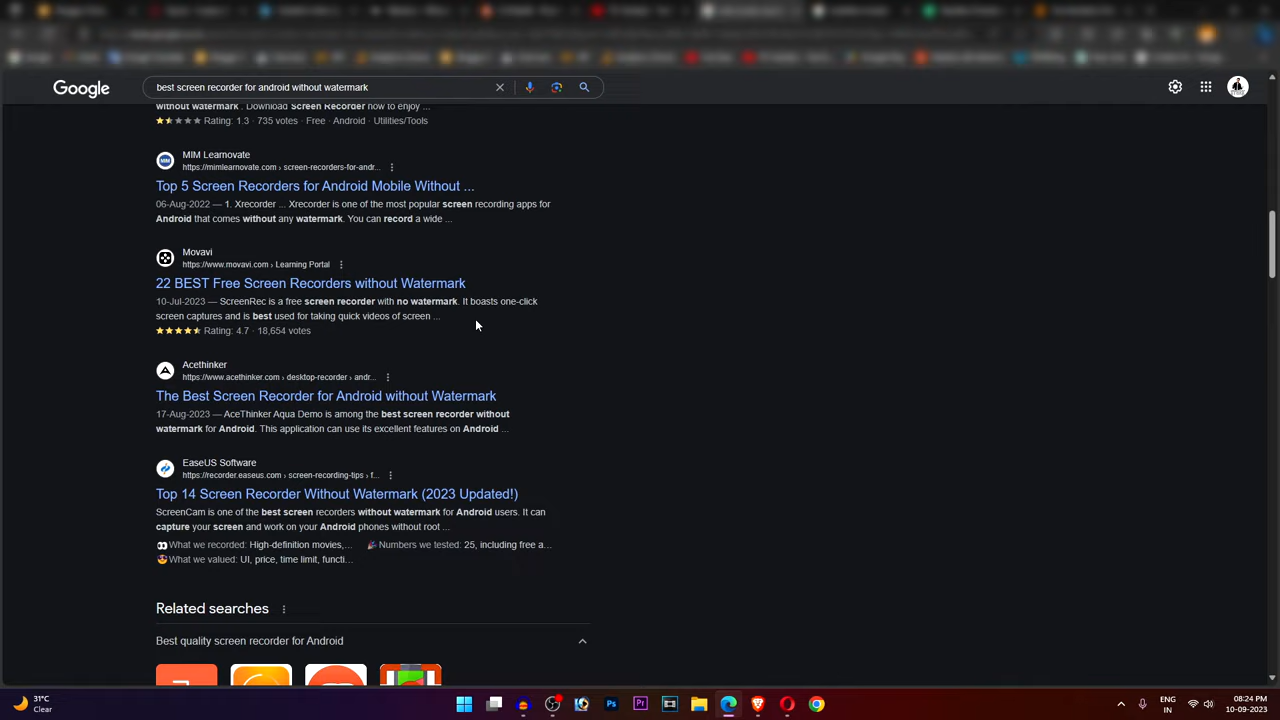 Google
best screen recorder for android without watermark
without watermark . Download Screen Recorder now to enjoy ...
Rating: 1.3 · 735 votes · Free · Android · Utilities/Tools
MIM Learnovate
https://mimlearnovate.com › screen-recorders-for-andr...
Top 5 Screen Recorders for Android Mobile Without ...
06-Aug-2022 — 1. Xrecorder ... Xrecorder is one of the most popular screen recording apps for
Android that comes without any watermark. You can record a wide ...
Movavi
https://www.movavi.com › Learning Portal
22 BEST Free Screen Recorders without Watermark
10-Jul-2023 — ScreenRec is a free screen recorder with no watermark. It boasts one-click
screen captures and is best used for taking quick videos of screen ...
Rating: 4.7 · 18,654 votes
Acethinker
https://www.acethinker.com › desktop-recorder › andr...
The Best Screen Recorder for Android without Watermark
17-Aug-2023 — AceThinker Aqua Demo is among the best screen recorder without
watermark for Android. This application can use its excellent features on Android ...
EaseUS Software
https://recorder.easeus.com › screen-recording-tips › f...
Top 14 Screen Recorder Without Watermark (2023 Updated!)
ScreenCam is one of the best screen recorders without watermark for Android users. It can
capture your screen and work on your Android phones without root ...
What we recorded: High-definition movies,... Numbers we tested: 25, including free a...
What we valued: UI, price, time limit, functi...
Related searches
Best quality screen recorder for Android
31°C
Clear
ENG
IN
08:24 PM
10-09-2023